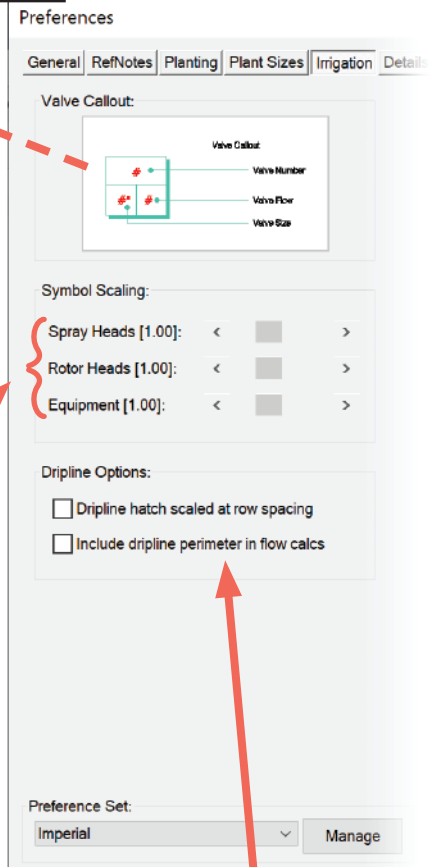 Preferences
General RefNotes Planting Plant Sizes Irrigation Details
Valve Callout:
Valve Callout
# Valve Number
#" # Valve Flow
Valve Size
Symbol Scaling:
Spray Heads [1.00]: < >
Rotor Heads [1.00]: < >
Equipment [1.00]: < >
Dripline Options:
Dripline hatch scaled at row spacing
Include dripline perimeter in flow calcs
Preference Set:
Imperial Manage